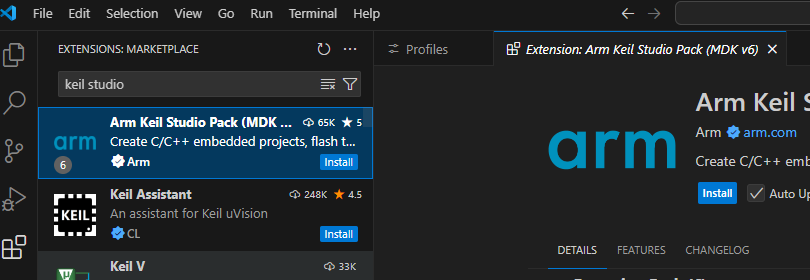 File Edit Selection View Go Run Terminal Help
EXTENSIONS: MARKETPLACE
keil studio
Arm Keil Studio Pack (MDK ... 65K ★ 5
arm
Create C/C++ embedded projects, flash t...
6
Arm Install
KEIL
Keil Assistant 248K ★ 4.5
An assistant for Keil uVision
CL Install
Keil V 33K
Profiles
Extension: Arm Keil Studio Pack (MDK v6)
arm
Arm Keil S
Arm arm.com
Create C/C++ emb
Install Auto Up
DETAILS FEATURES CHANGELOG